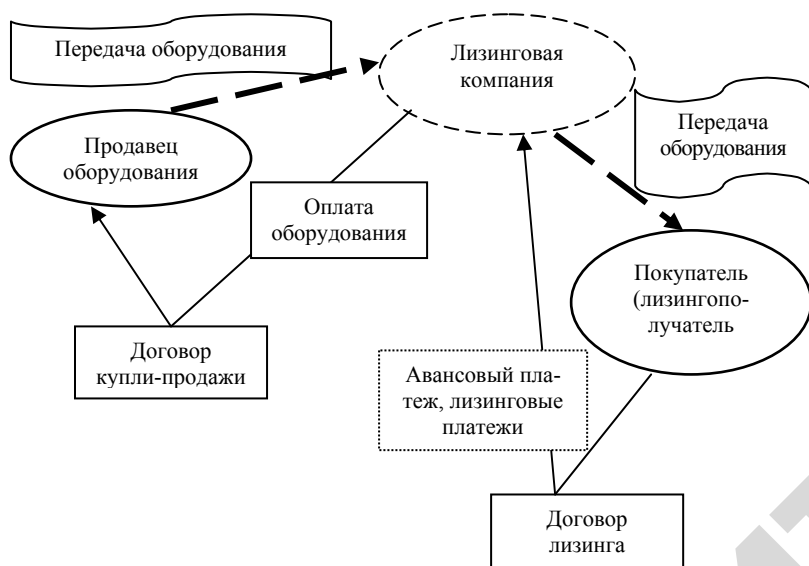 Передача оборудования
Лизинговая
компания
Передача
оборудования
Продавец
оборудования
Оплата
оборудования
Покупатель
(лизингопо-
лучатель
Договор
купли-продажи
Авансовый пла-
теж, лизинговые
платежи
Договор
лизинга